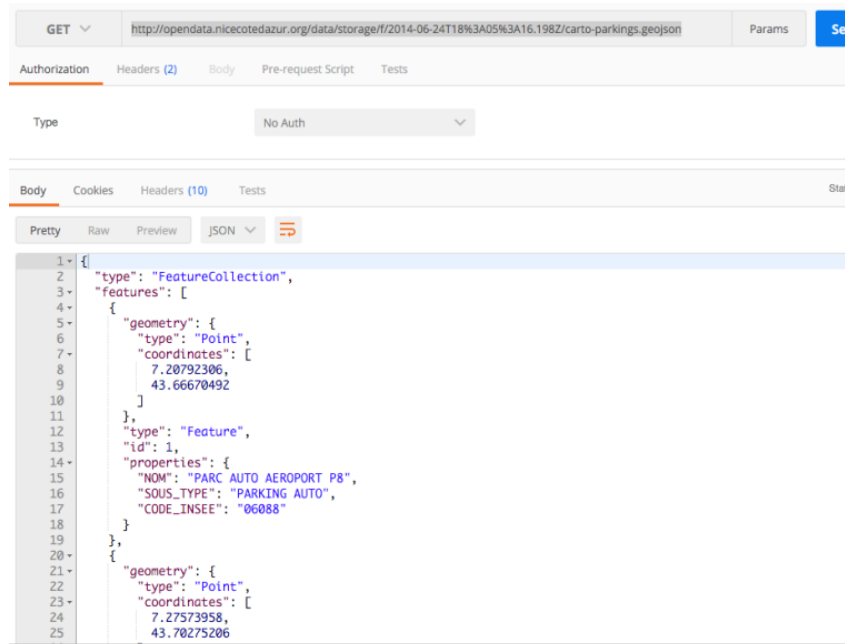 GET http://opendata.nicecotedazur.org/data/storage/f/2014-06-24T18%3A05%3A16.198Z/carto-parkings.geojson Params Se
Authorization Headers (2) Body Pre-request Script Tests
Type No Auth
Body Cookies Headers (10) Tests Sta
Pretty Raw Preview JSON
1 {
2 "type": "FeatureCollection",
3 "features": [
4 {
5 "geometry": {
6 "type": "Point",
7 "coordinates": [
8 7.20792306,
9 43.66670492
10 ]
11 },
12 "type": "Feature",
13 "id": 1,
14 "properties": {
15 "NOM": "PARC AUTO AEROPORT P8",
16 "SOUS_TYPE": "PARKING AUTO",
17 "CODE_INSEE": "06088"
18 }
19 },
20 {
21 "geometry": {
22 "type": "Point",
23 "coordinates": [
24 7.27573958,
25 43.70275206